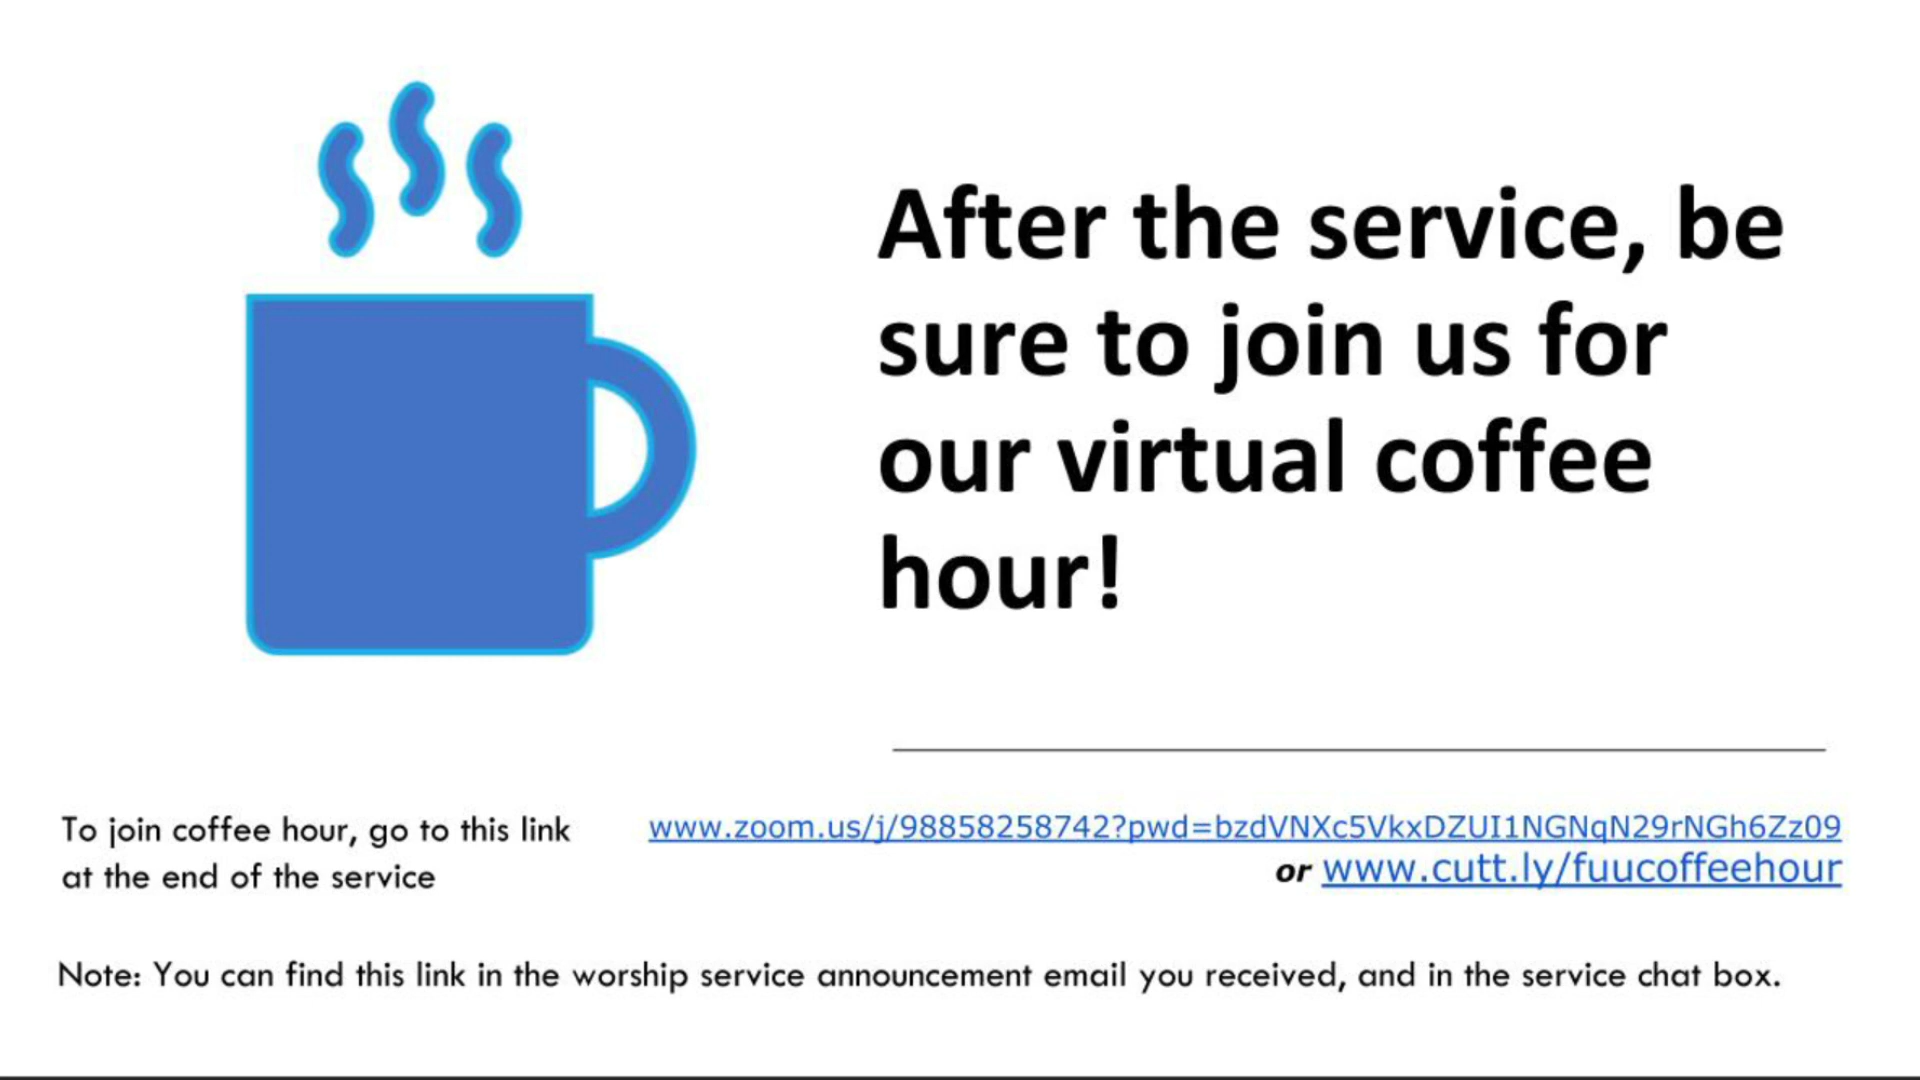 After the service, be
sure to join us for
our virtual coffee
hour!
To join coffee hour, go to this link
at the end of the service
www.zoom.us/j/98858258742?pwd=bzdVNXc5VkxDZUI1NGNqN29rNGh6Zz09
or www.cutt.ly/fuucoffeehour
Note: You can find this link in the worship service announcement email you received, and in the service chat box.